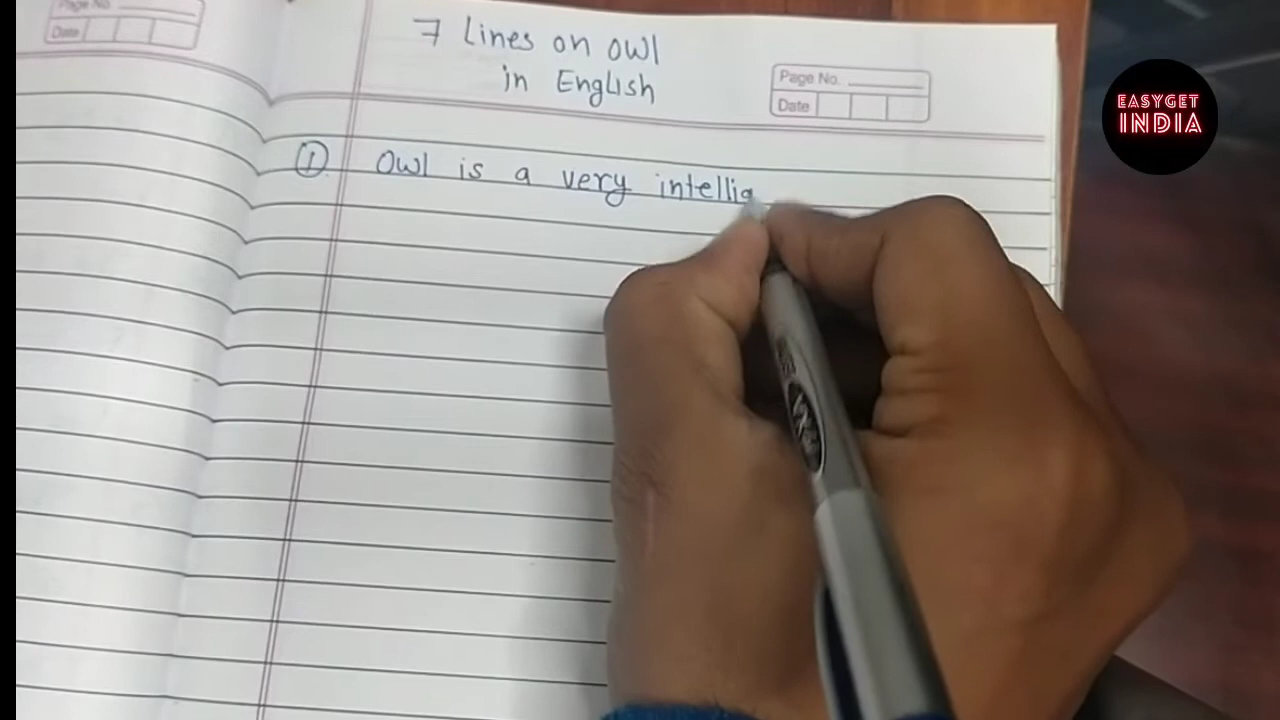 Page No.
Date
7 Lines on owl
in English
Page No.
Date
EASYGET
INDIA
① Owl is a very intellig